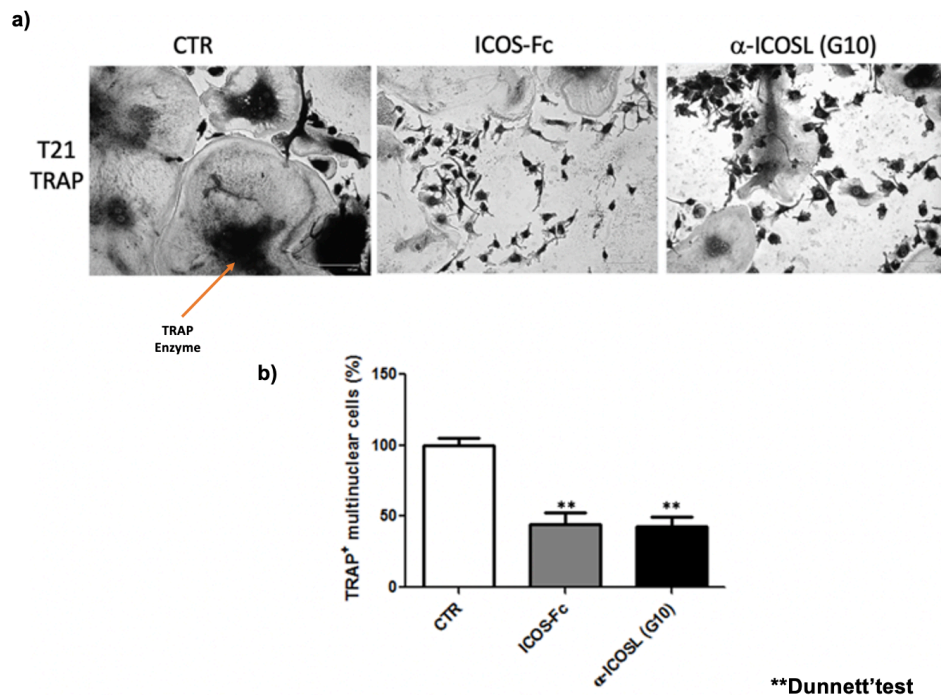 a)
CTR
ICOS-Fc
α-ICOSL (G10)
T21
TRAP
TRAP
Enzyme
b)
TRAP+ multinuclear cells (%)
150
100
50
0
**
**
CTR
ICOS-Fc
α-ICOSL (G10)
**Dunnett'test